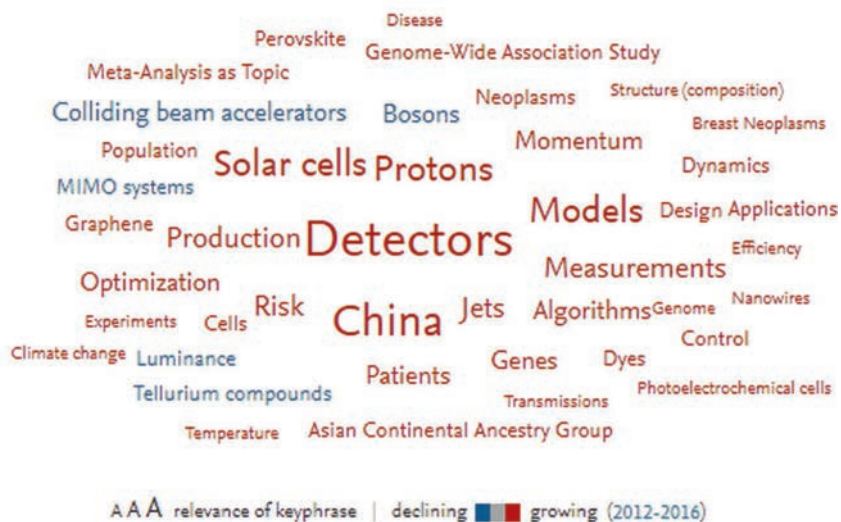 Disease
Perovskite
Genome-Wide Association Study
Meta-Analysis as Topic
Neoplasms
Structure (composition)
Colliding beam accelerators
Bosons
Breast Neoplasms
Population
Solar cells
Protons
Momentum
Dynamics
MIMO systems
Graphene
Production
Detectors
Models
Design
Applications
Efficiency
Optimization
Measurements
Risk
China
Jets
Algorithms
Genome
Nanowires
Experiments
Cells
Control
Climate change
Luminance
Patients
Genes
Dyes
Tellurium compounds
Transmissions
Photoelectrochemical cells
Temperature
Asian Continental Ancestry Group
A A A relevance of keyphrase | declining growing (2012-2016)